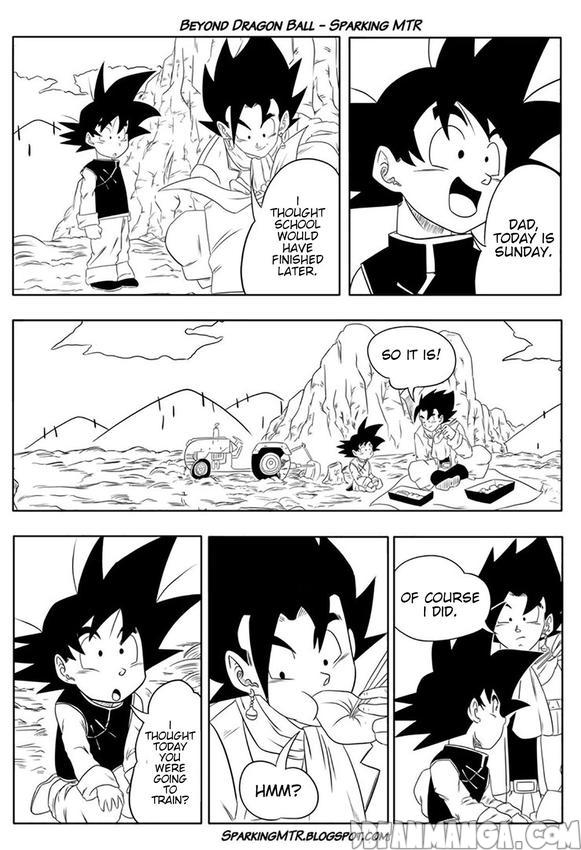 BEYOND DRAGON BALL - SPARKING MTR
I
THOUGHT
SCHOOL
WOULD
HAVE
FINISHED
LATER.
DAD,
TODAY IS
SUNDAY.
SO IT IS!
I
THOUGHT
TODAY
YOU
WERE
GOING
TO
TRAIN?
HMM?
OF COURSE
I DID.
SPARKINGMTR.BLOGSPOT.COM
DBFANMANGA.COM